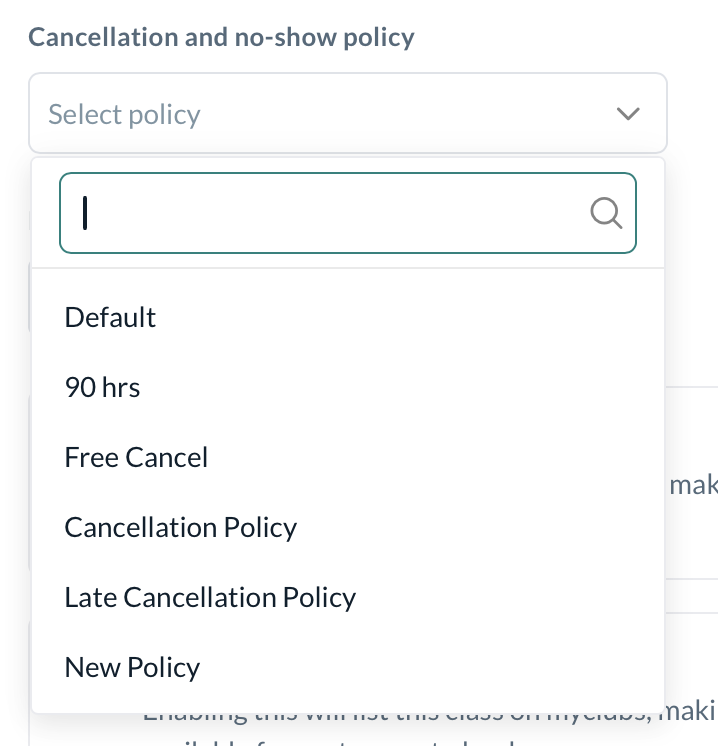 Cancellation and no-show policy
Select policy
Default
90 hrs
Free Cancel
mak
Cancellation Policy
Late Cancellation Policy
New Policy
Enabling this will list this class on myclubs, maki